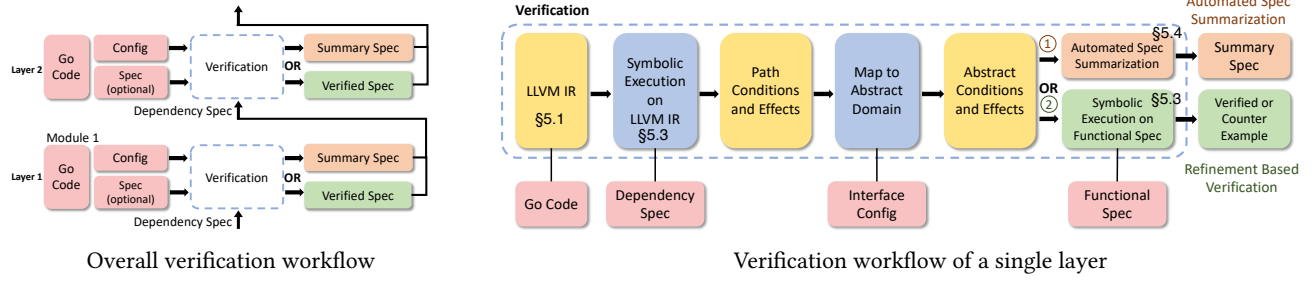 Layer 2
Go
Code
Config
Spec
(optional)
Verification
OR
Summary Spec
Verified Spec
Dependency Spec
Module 1
Layer 1
Go
Code
Config
Spec
(optional)
Verification
OR
Summary Spec
Verified Spec
Dependency Spec
Overall verification workflow
Verification
LLVM IR
§5.1
Symbolic
Execution
on
LLVM IR
§5.3
Path
Conditions
and Effects
Map to
Abstract
Domain
Abstract
Conditions
and Effects
1
OR
2
Automated Spec
Summarization
§5.4
Automated Spec
Summarization
Summary
Spec
§5.3
Symbolic
Execution on
Functional Spec
Verified or
Counter
Example
Refinement Based
Verification
Go Code
Dependency
Spec
Interface
Config
Functional
Spec
Verification workflow of a single layer